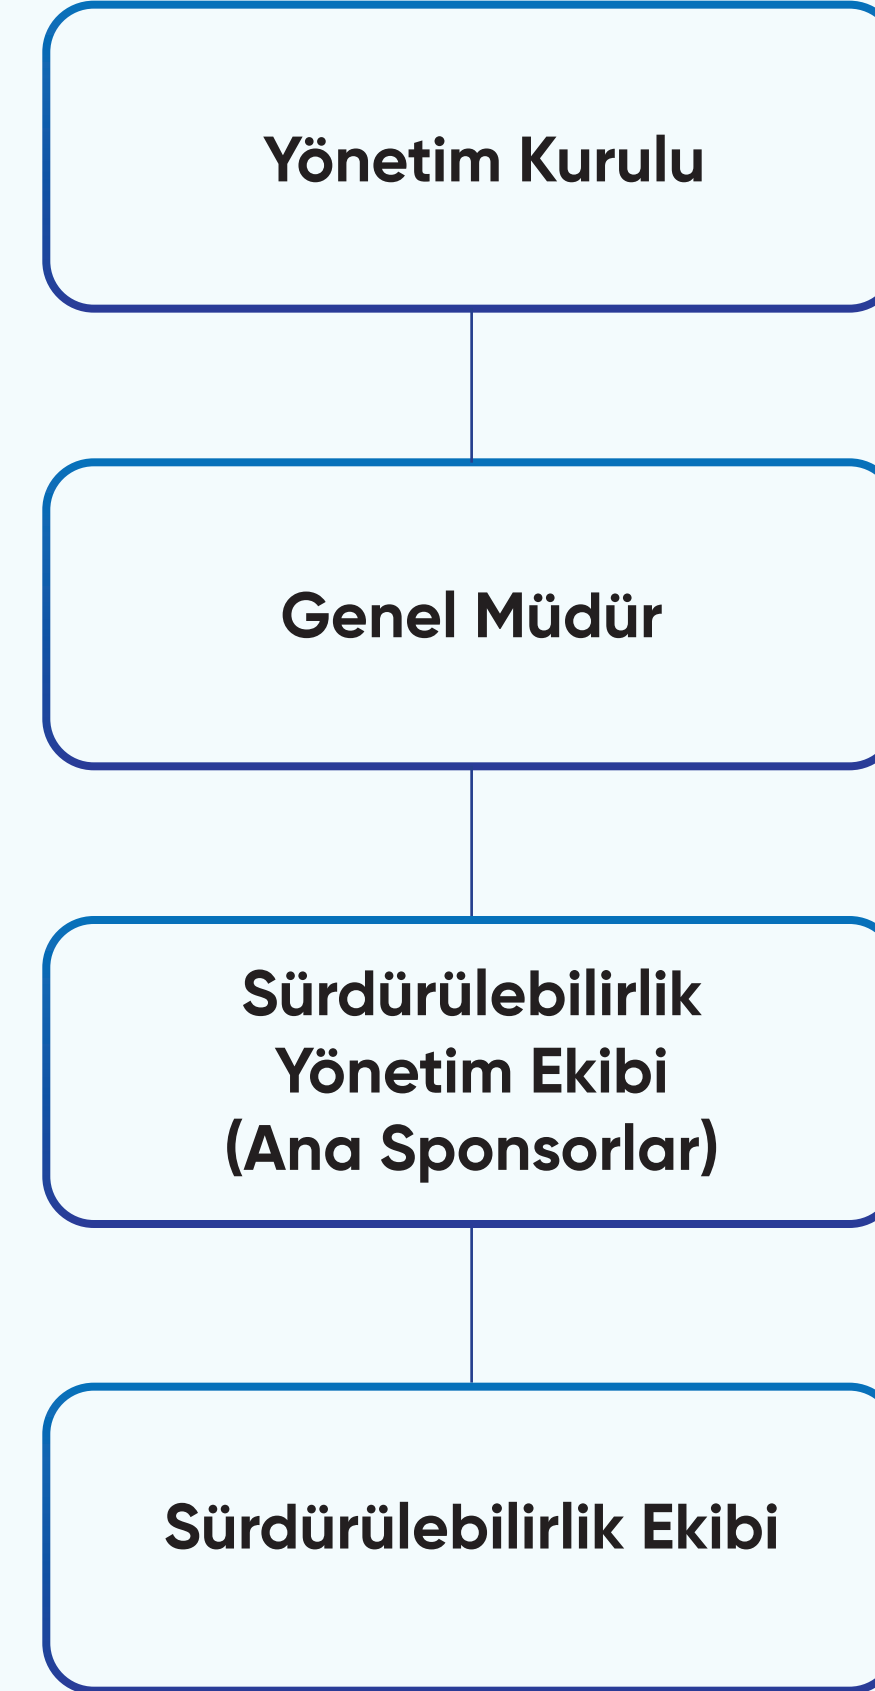 Yönetim Kurulu
Genel Müdür
Sürdürülebilirlik
Yönetim Ekibi
(Ana Sponsorlar)
Sürdürülebilirlik Ekibi